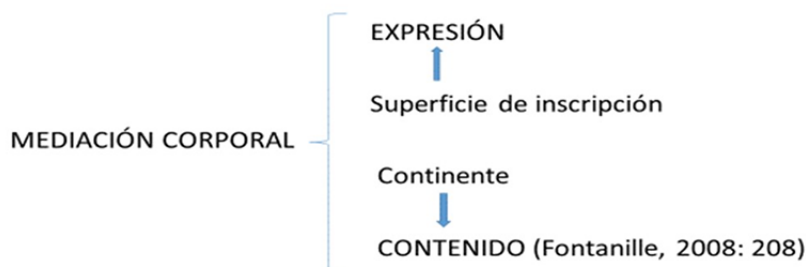 EXPRESIÓN
Superficie de inscripción
MEDIACIÓN CORPORAL
Continente
CONTENIDO (Fontanille, 2008: 208)